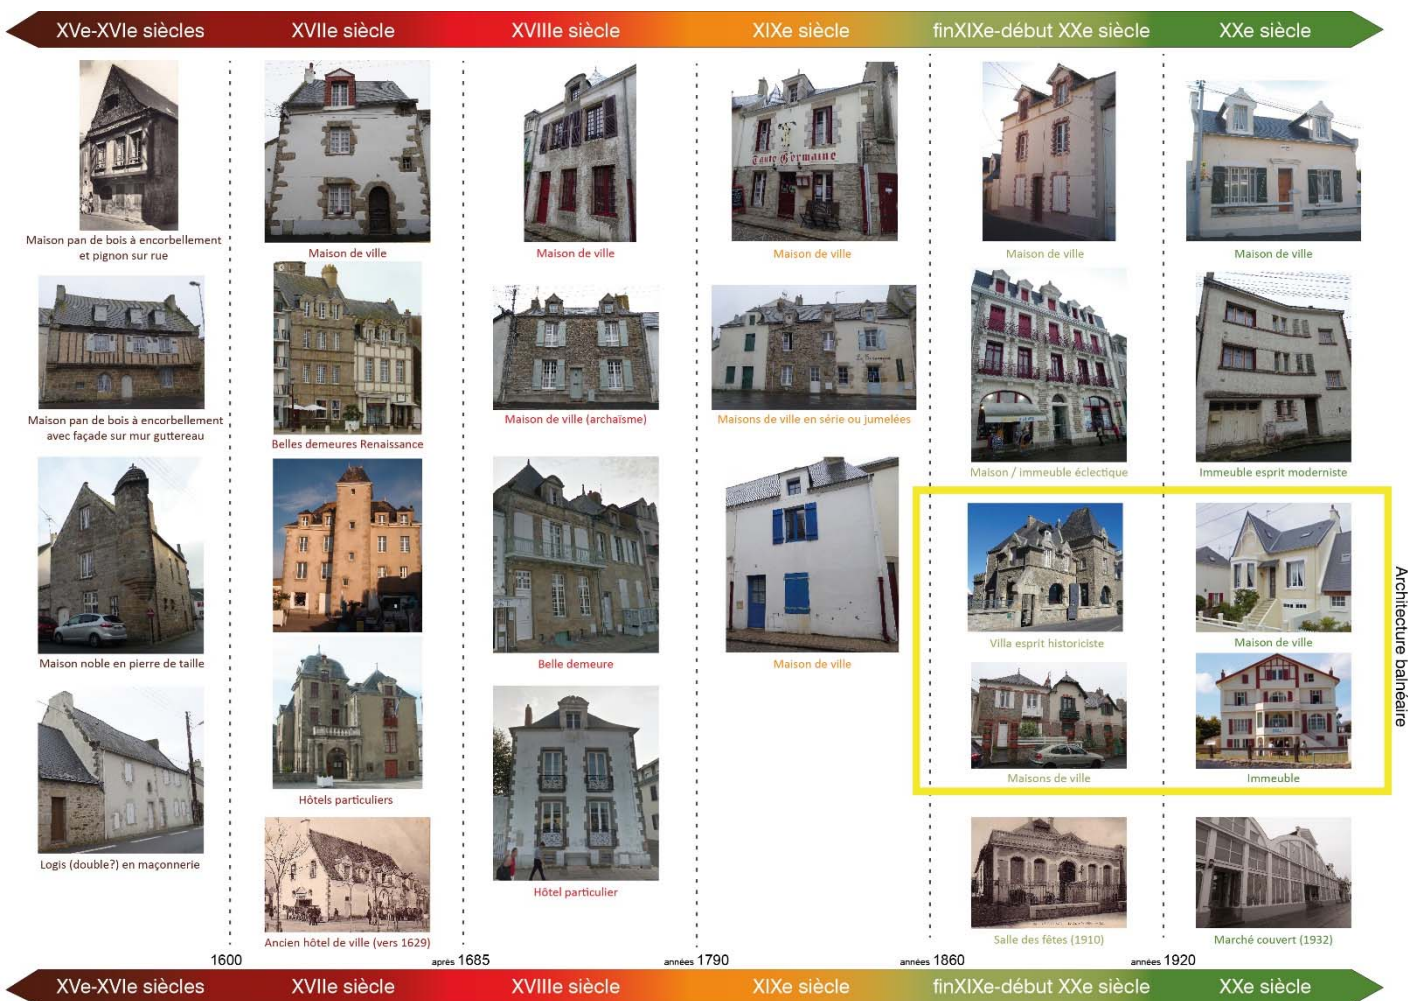 XVe-XVIe siècles
XVIIe siècle
XVIIIe siècle
XIXe siècle
finXIXe-début XXe siècle
XXe siècle
Maison pan de bois à encorbellement
et pignon sur rue
Maison de ville
Maison de ville
Tante Germaine
Maison de ville
Maison de ville
Maison de ville
Maison pan de bois à encorbellement
avec façade sur mur guttereau
Belles demeures Renaissance
Maison de ville (archaïsme)
Maisons de ville en série ou jumelées
Maison / immeuble éclectique
Immeuble esprit moderniste
Maison noble en pierre de taille
Belle demeure
Maison de ville
Villa esprit historiciste
Maison de ville
Architecture balnéaire
Logis (double?) en maçonnerie
Hôtels particuliers
Hôtel particulier
Maisons de ville
Immeuble
Ancien hôtel de ville (vers 1629)
Salle des fêtes (1910)
Marché couvert (1932)
1600
après 1685
années 1790
années 1860
années 1920
XVe-XVIe siècles
XVIIe siècle
XVIIIe siècle
XIXe siècle
finXIXe-début XXe siècle
XXe siècle